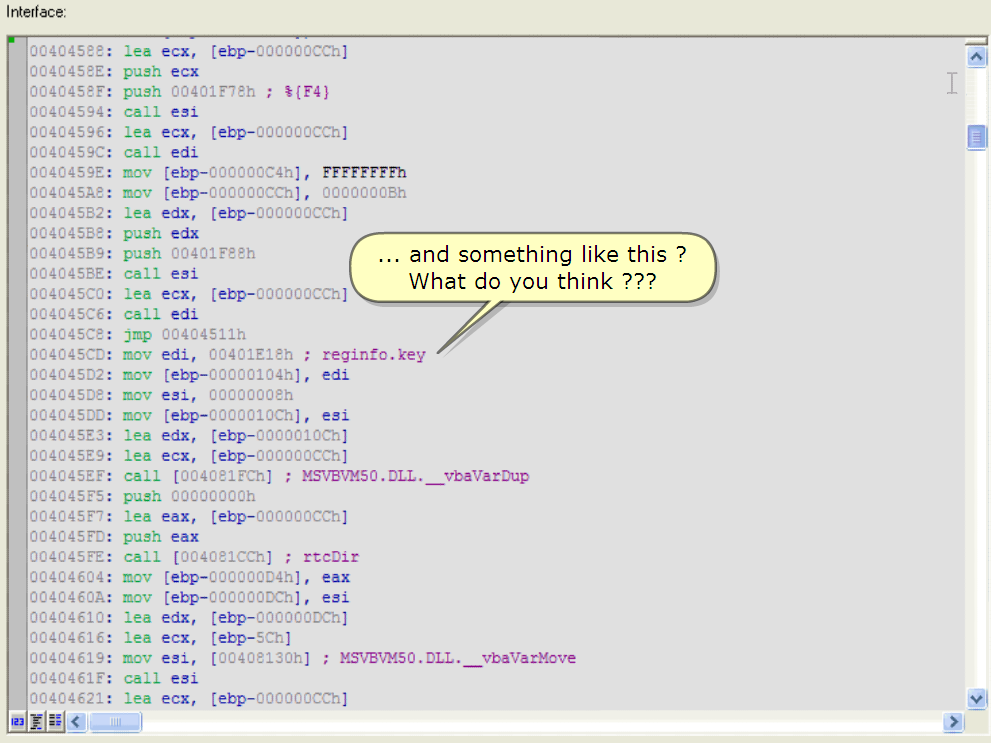 Interface:
00404588: lea ecx, [ebp-000000CCh]
0040458E: push ecx
0040458F: push 00401F78h ; %{F4}
00404594: call esi
00404596: lea ecx, [ebp-000000CCh]
0040459C: call edi
0040459E: mov [ebp-000000C4h], FFFFFFFFh
004045A8: mov [ebp-000000CCh], 0000000Bh
004045B2: lea edx, [ebp-000000CCh]
004045B8: push edx
004045B9: push 00401F88h
004045BE: call esi
004045C0: lea ecx, [ebp-000000CCh]
004045C6: call edi
004045C8: jmp 00404511h
004045CD: mov edi, 00401E18h ; reginfo.key
004045D2: mov [ebp-00000104h], edi
004045D8: mov esi, 00000008h
004045DD: mov [ebp-0000010Ch], esi
004045E3: lea edx, [ebp-0000010Ch]
004045E9: lea ecx, [ebp-000000CCh]
004045EF: call [004081FCh] ; MSVBVM50.DLL.__vbaVarDup
004045F5: push 00000000h
004045F7: lea eax, [ebp-000000CCh]
004045FD: push eax
004045FE: call [004081CCh] ; rtcDir
00404604: mov [ebp-000000D4h], eax
0040460A: mov [ebp-000000DCh], esi
00404610: lea edx, [ebp-000000DCh]
00404616: lea ecx, [ebp-5Ch]
00404619: mov esi, [00408130h] ; MSVBVM50.DLL.__vbaVarMove
0040461F: call esi
00404621: lea ecx, [ebp-000000CCh]
... and something like this ?
What do you think ???
123